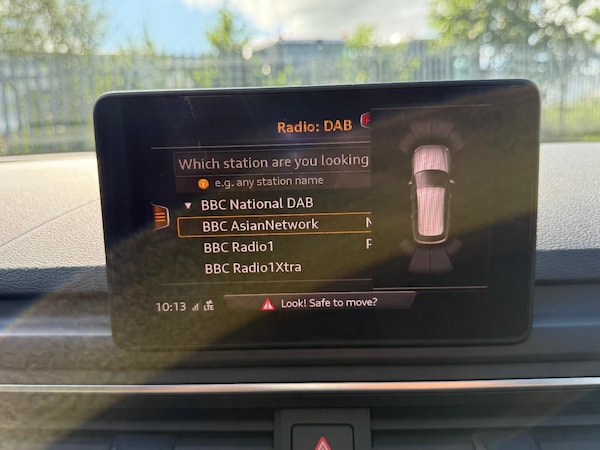 Radio: DAB
Which station are you looking
e.g. any station name
▼ BBC National DAB
BBC AsianNetwork
BBC Radio1
BBC Radio1Xtra
10:13 LTE
Look! Safe to move?